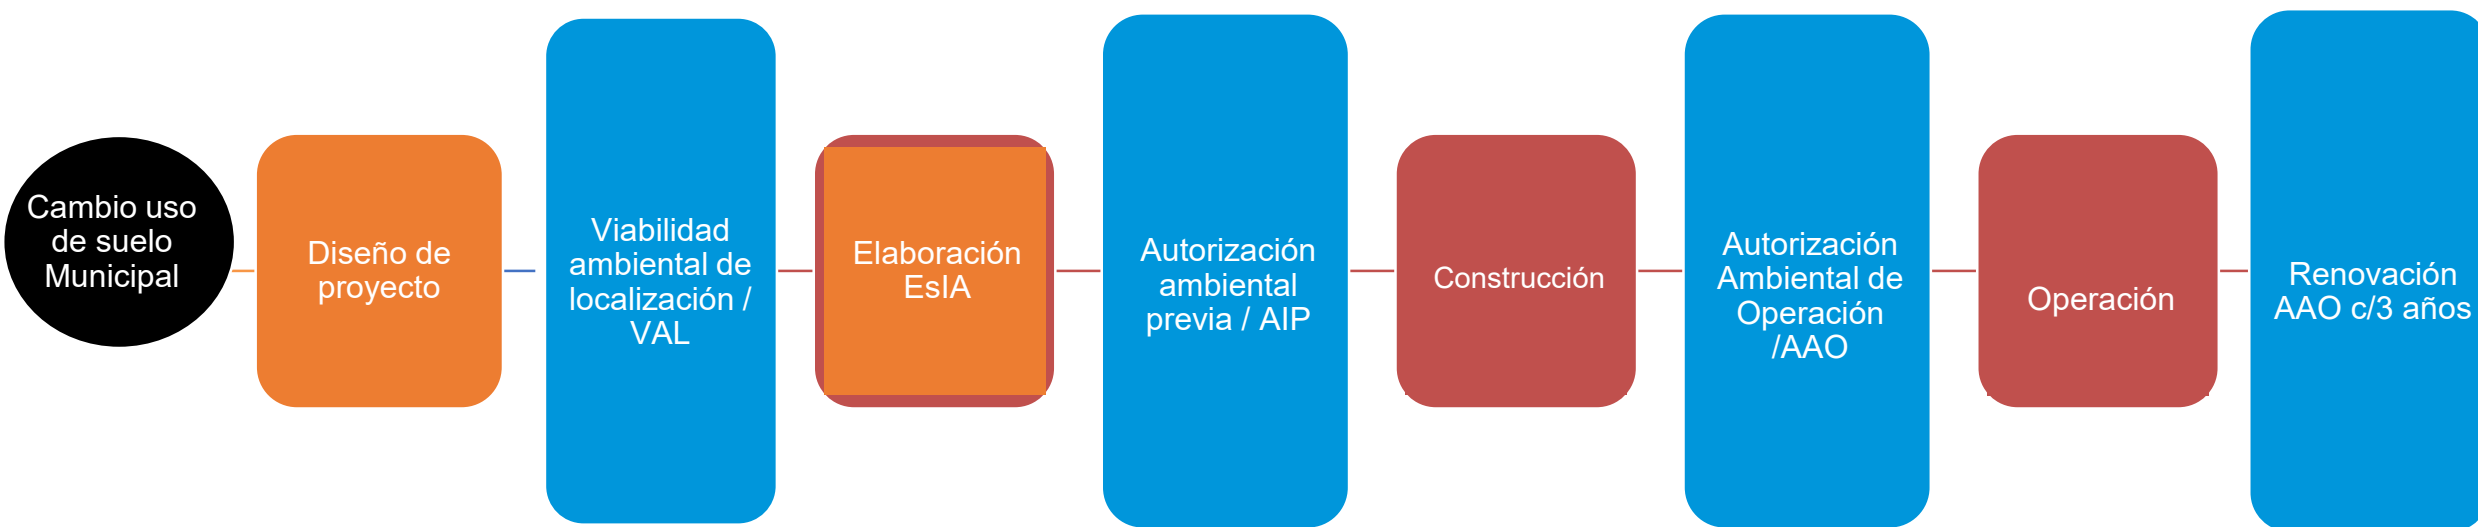 Cambio uso
de suelo
Municipal
Diseño de
proyecto
Viabilidad
ambiental de
localización /
VAL
Elaboración
EsIA
Autorización
ambiental
previa / AIP
Construcción
Autorización
Ambiental de
Operación
/AAO
Operación
Renovación
AAO c/3 años